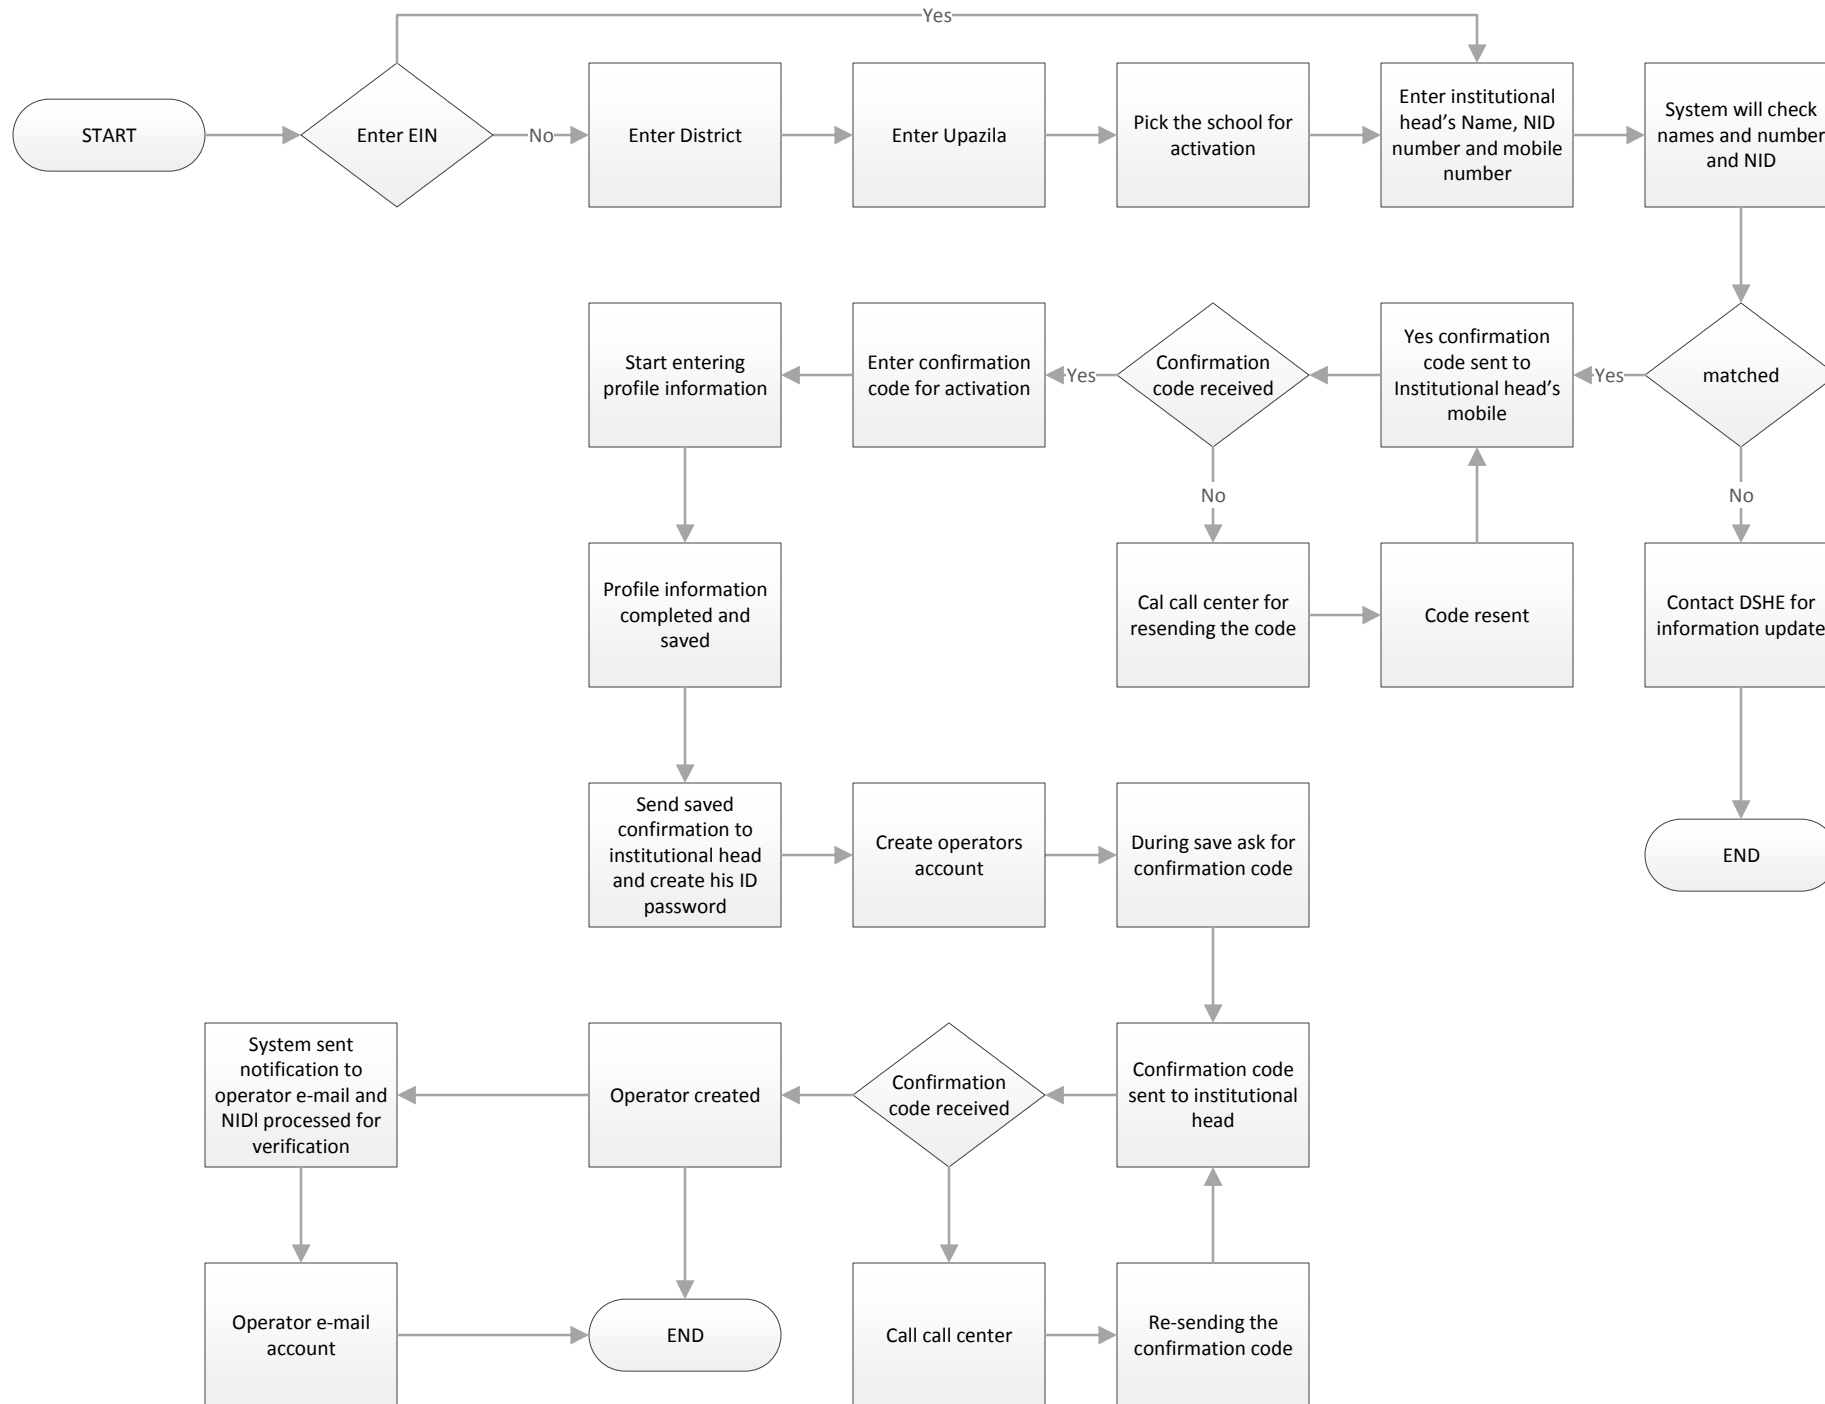 Yes
START
Enter EIN
No
Enter District
Enter Upazila
Pick the school for
activation
Enter institutional
head's Name, NID
number and mobile
number
System will check
names and number
and NID
Start entering
profile information
Enter confirmation
code for activation
Yes
Confirmation
code received
Yes confirmation
code sent to
Institutional head's
mobile
Yes
matched
No
No
Profile information
completed and
saved
Cal call center for
resending the code
Code resent
Contact DSHE for
information update
Send saved
confirmation to
institutional head
and create his ID
password
Create operators
account
During save ask for
confirmation code
END
System sent
notification to
operator e-mail and
NIDl processed for
verification
Operator created
Confirmation
code received
Confirmation code
sent to institutional
head
Operator e-mail
account
END
Call call center
Re-sending the
confirmation code